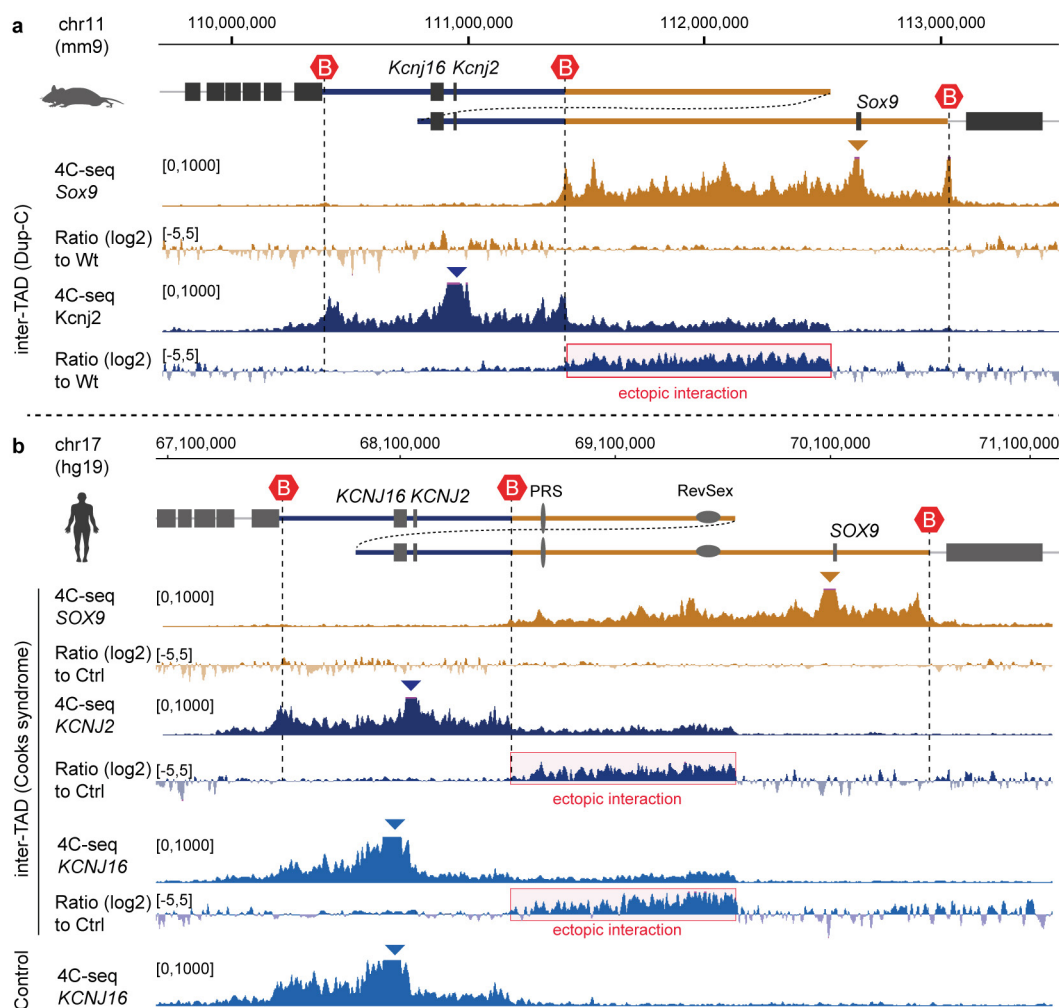 a
chr11
(mm9)
110,000,000 111,000,000 112,000,000 113,000,000
B B B
Kcnj16 Kcnj2
Sox9
inter-TAD (Dup-C)
4C-seq
Sox9
[0,1000]
Ratio (log2)
to Wt
[-5,5]
4C-seq
Kcnj2
[0,1000]
Ratio (log2)
to Wt
[-5,5]
ectopic interaction
b
chr17
(hg19)
67,100,000 68,100,000 69,100,000 70,100,000 71,100,000
B B B
KCNJ16 KCNJ2
PRS
RevSex
SOX9
inter-TAD (Cooks syndrome)
4C-seq
SOX9
[0,1000]
Ratio (log2)
to Ctrl
[-5,5]
4C-seq
KCNJ2
[0,1000]
Ratio (log2)
to Ctrl
[-5,5]
ectopic interaction
4C-seq
KCNJ16
[0,1000]
Ratio (log2)
to Ctrl
[-5,5]
ectopic interaction
Control
4C-seq
KCNJ16
[0,1000]